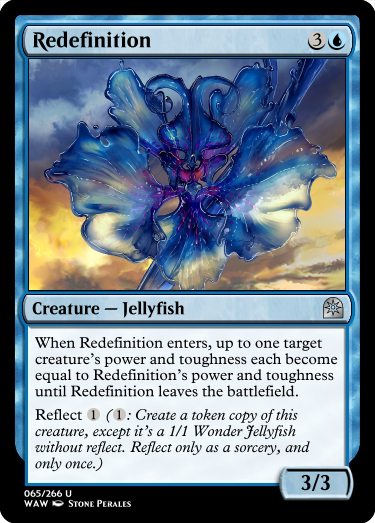 Redefinition
3
Creature — Jellyfish
When Redefinition enters, up to one target
creature's power and toughness each become
equal to Redefinition's power and toughness
until Redefinition leaves the battlefield.
Reflect 1 (1: Create a token copy of this
creature, except it's a 1/1 Wonder Jellyfish
without reflect. Reflect only as a sorcery, and
only once.)
3/3
065/266 U
WAW Stone Perales